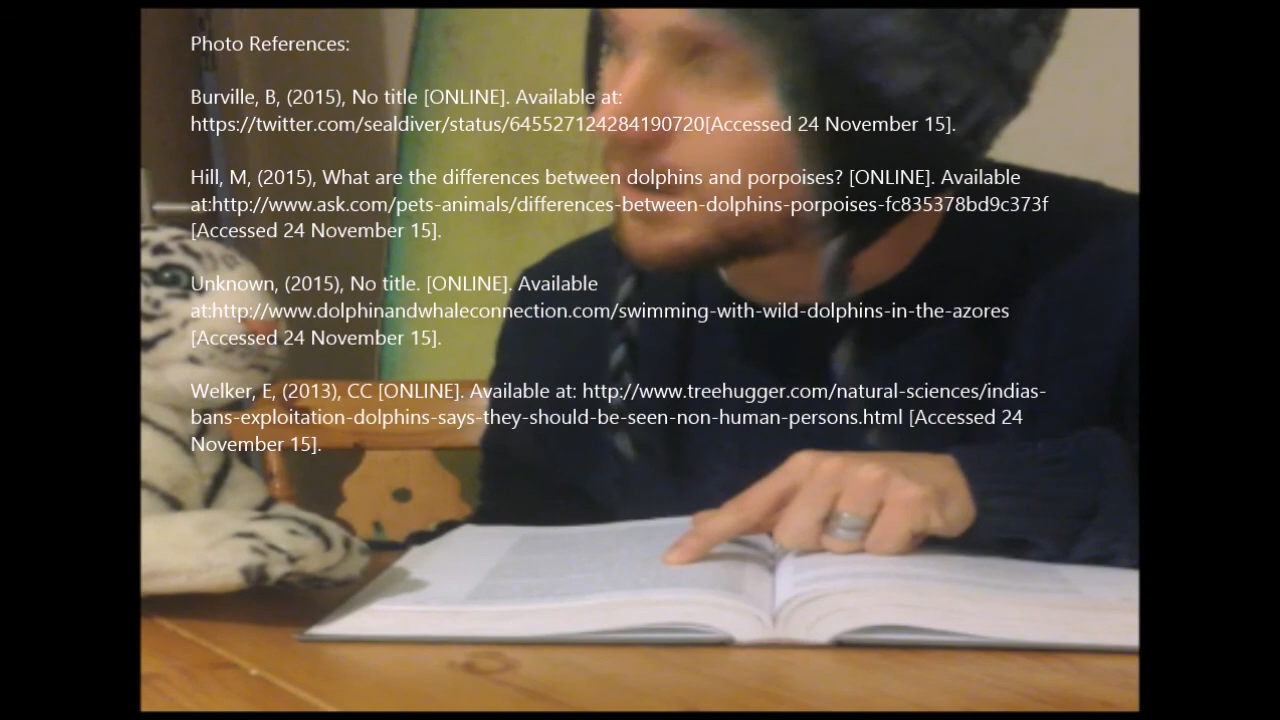 Photo References:
Burville, B, (2015), No title [ONLINE]. Available at:
https://twitter.com/sealdiver/status/645527124284190720[Accessed 24 November 15].
Hill, M, (2015), What are the differences between dolphins and porpoises? [ONLINE]. Available
at:http://www.ask.com/pets-animals/differences-between-dolphins-porpoises-fc835378bd9c373f
[Accessed 24 November 15].
Unknown, (2015), No title. [ONLINE]. Available
at:http://www.dolphinandwhaleconnection.com/swimming-with-wild-dolphins-in-the-azores
[Accessed 24 November 15].
Welker, E, (2013), CC [ONLINE]. Available at: http://www.treehugger.com/natural-sciences/indias-
bans-exploitation-dolphins-says-they-should-be-seen-non-human-persons.html [Accessed 24
November 15].